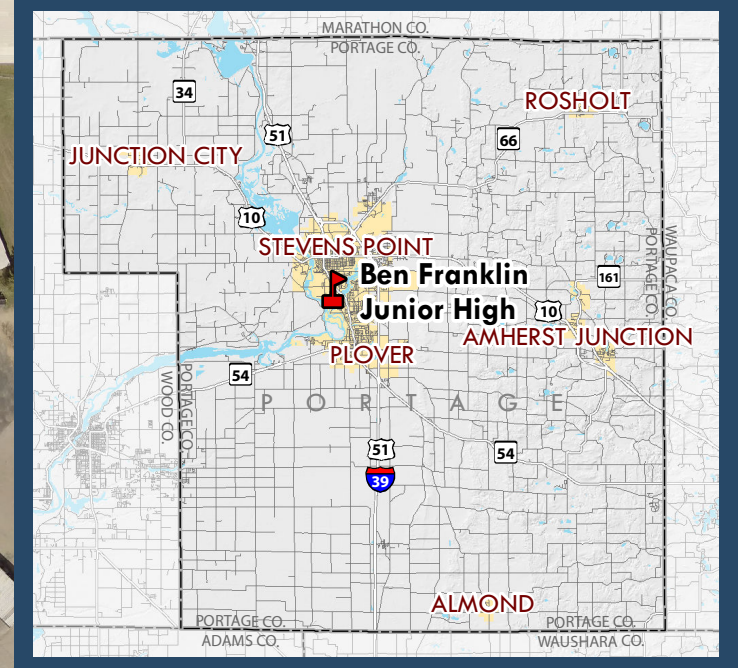 MARATHON CO.
PORTAGE CO.
34
ROSHOLT
51
66
JUNCTION CITY
10
STEVENS POINT
WAUPACA CO.
PORTAGE CO.
Ben Franklin
Junior High
161
10
AMHERST JUNCTION
PLOVER
54
PORTAGE CO.
WOOD CO.
PORTAGE
51
54
39
ALMOND
PORTAGE CO.
ADAMS CO.
PORTAGE CO.
WAUSHARA CO.